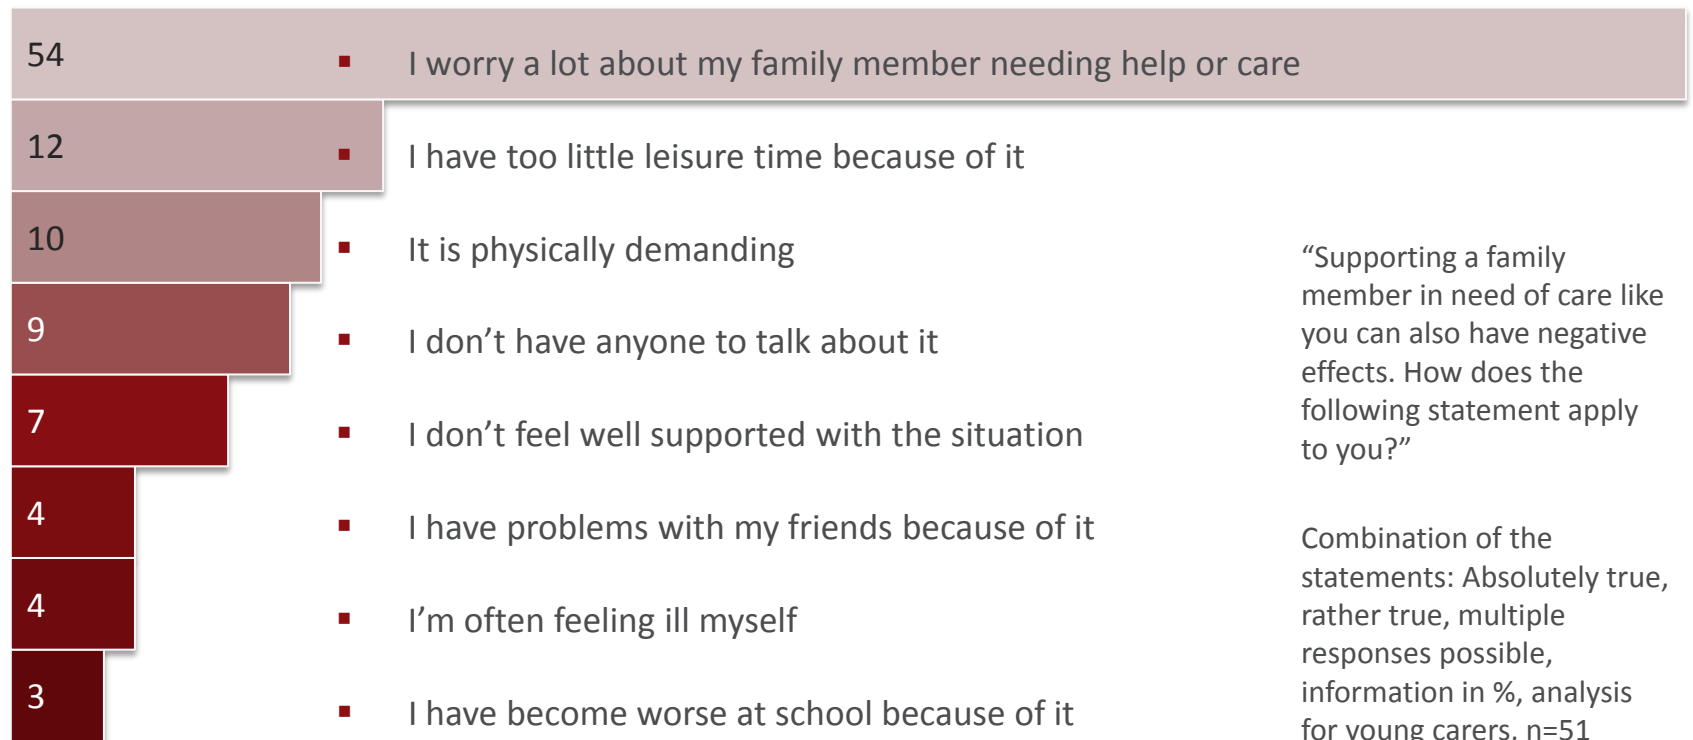 54 ▪ I worry a lot about my family member needing help or care
12 ▪ I have too little leisure time because of it
10 ▪ It is physically demanding
9 ▪ I don’t have anyone to talk about it
7 ▪ I don’t feel well supported with the situation
4 ▪ I have problems with my friends because of it
4 ▪ I’m often feeling ill myself
3 ▪ I have become worse at school because of it
“Supporting a family
member in need of care like
you can also have negative
effects. How does the
following statement apply
to you?”
Combination of the
statements: Absolutely true,
rather true, multiple
responses possible,
information in %, analysis
for young carers, n=51